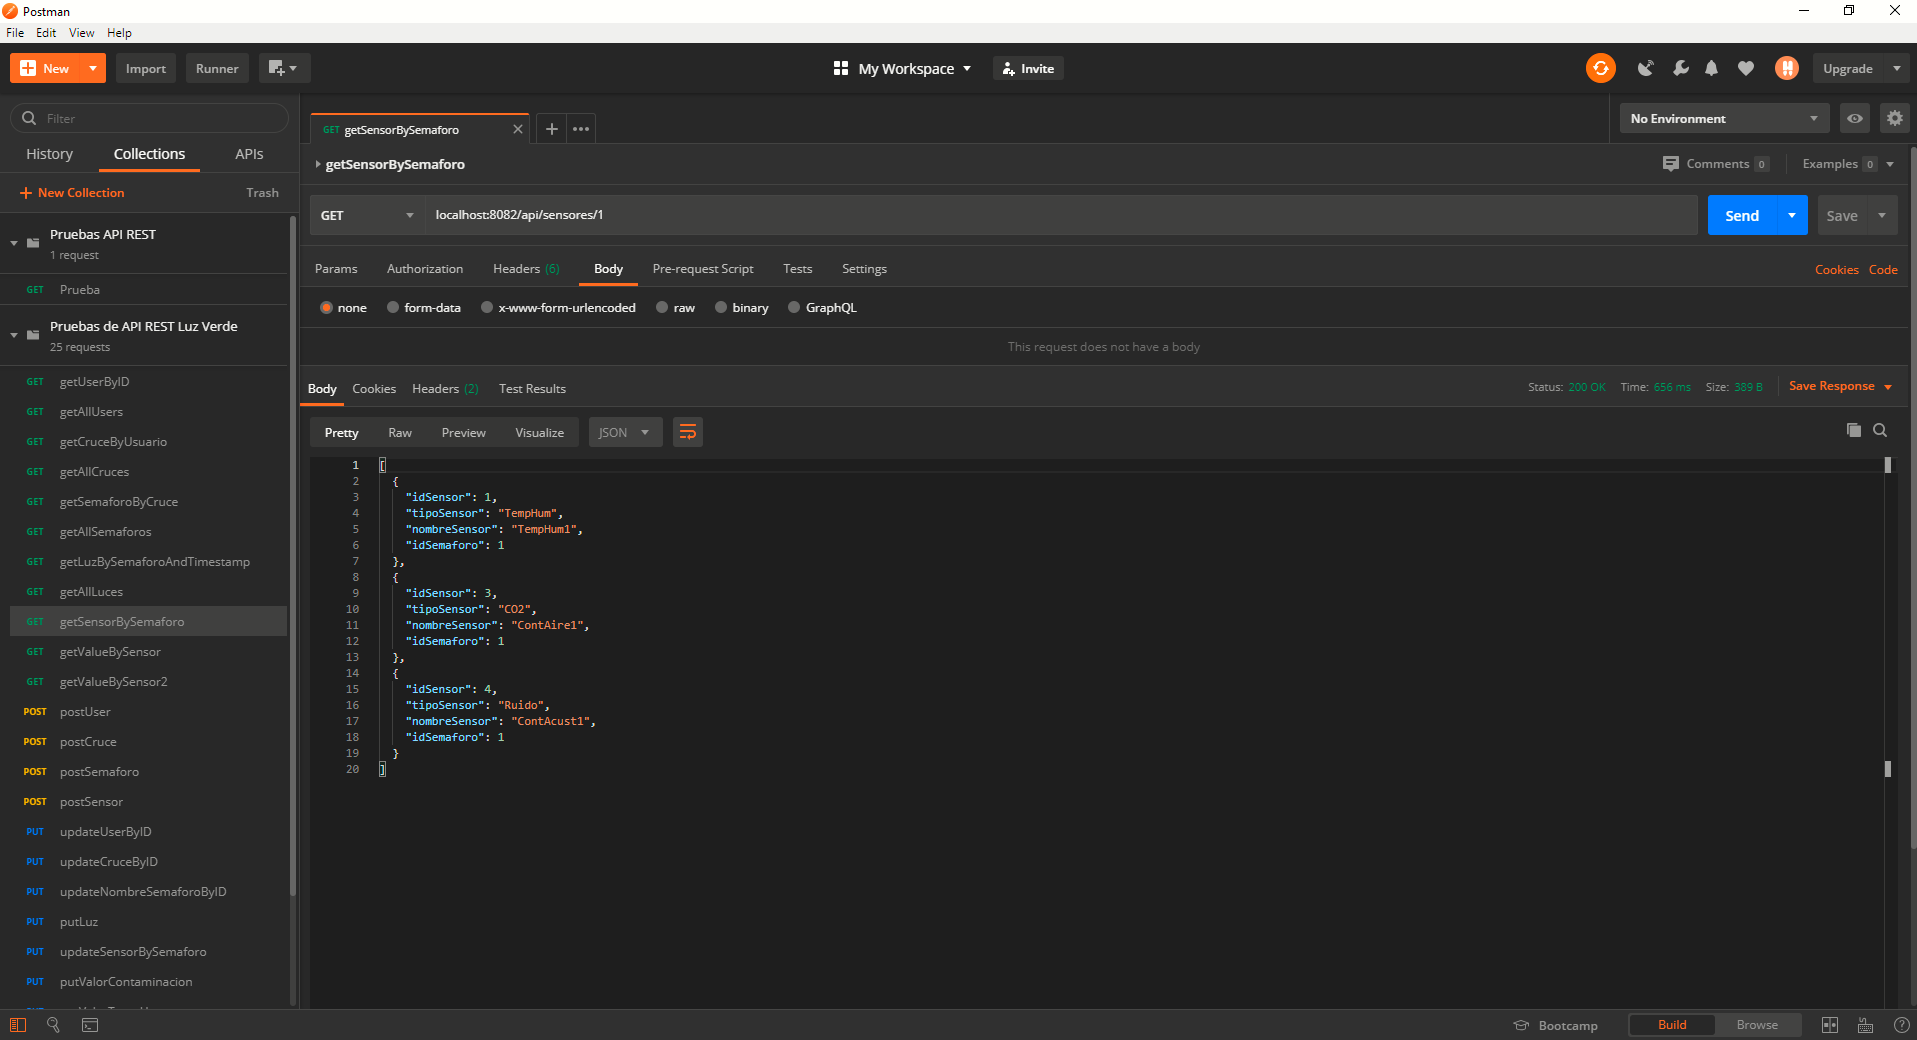 Postman
File Edit View Help
New Import Runner My Workspace Invite Upgrade
Filter
History Collections APIs
New Collection Trash
Pruebas API REST
1 request
GET Prueba
Pruebas de API REST Luz Verde
25 requests
GET getUserByID
GET getAllUsers
GET getCruceByUsuario
GET getAllCruces
GET getSemaforoByCruce
GET getAllSemaforos
GET getLuzBySemaforoAndTimestamp
GET getAllLuces
GET getSensorBySemaforo
GET getValueBySensor
GET getValueBySensor2
POST postUser
POST postCruce
POST postSemaforo
POST postSensor
PUT updateUserByID
PUT updateCruceByID
PUT updateNombreSemaforoByID
PUT putLuz
PUT updateSensorBySemaforo
PUT putValorContaminacion
GET getSensorBySemaforo
No Environment
getSensorBySemaforo
Comments 0 Examples 0
GET localhost:8082/api/sensores/1 Send Save
Params Authorization Headers (6) Body Pre-request Script Tests Settings Cookies Code
none form-data x-www-form-urlencoded raw binary GraphQL
This request does not have a body
Body Cookies Headers (2) Test Results Status: 200 OK Time: 656 ms Size: 389 B Save Response
Pretty Raw Preview Visualize JSON
1 [
2 {
3 "idSensor": 1,
4 "tipoSensor": "TempHum",
5 "nombreSensor": "TempHum1",
6 "idSemaforo": 1
7 },
8 {
9 "idSensor": 3,
10 "tipoSensor": "CO2",
11 "nombreSensor": "ContAire1",
12 "idSemaforo": 1
13 },
14 {
15 "idSensor": 4,
16 "tipoSensor": "Ruido",
17 "nombreSensor": "ContAcust1",
18 "idSemaforo": 1
19 }
20 ]
Bootcamp Build Browse